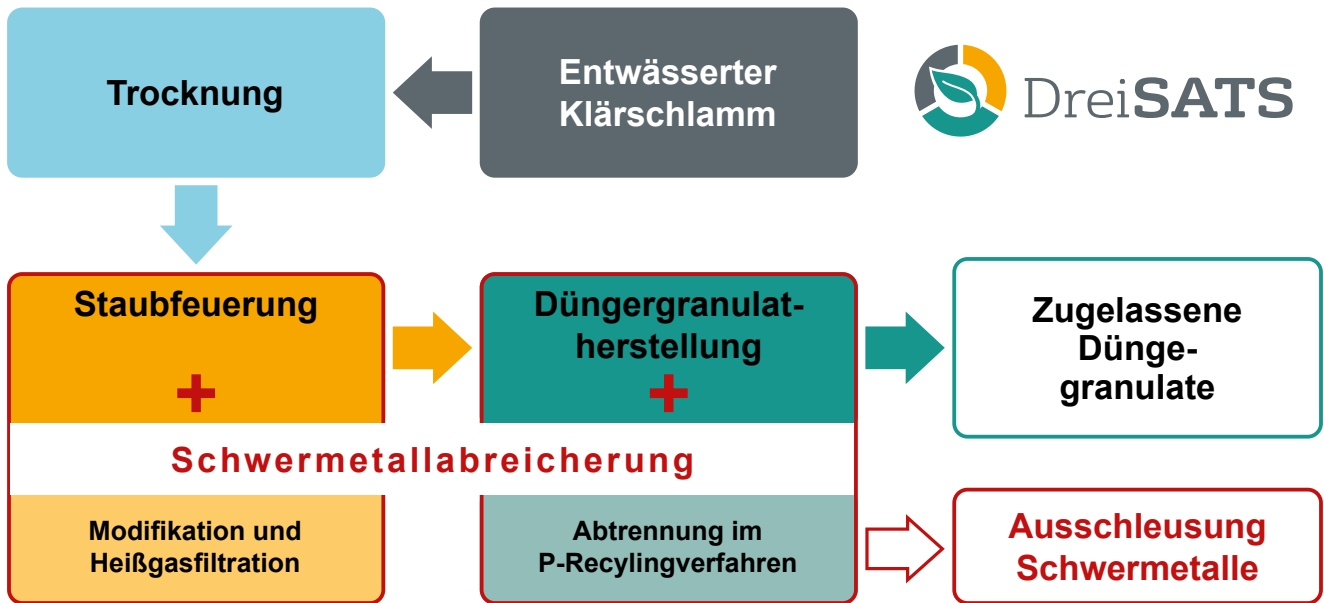 Trocknung
Entwässerter
Klärschlamm
DreiSATS
Staubfeuerung
+
Düngergranulat-
herstellung
+
Zugelassene
Dünge-
granulate
Schwermetallabreicherung
Modifikation und
Heißgasfiltration
Abtrennung im
P-Recylingverfahren
Ausschleusung
Schwermetalle